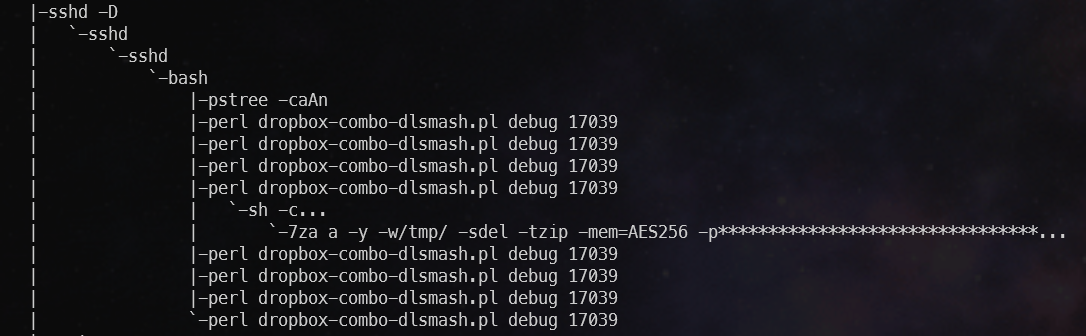 |-sshd -D
|   `-sshd
|       `-sshd
|           `-bash
|               |-pstree -caAn
|               |-perl dropbox-combo-dlsmash.pl debug 17039
|               |-perl dropbox-combo-dlsmash.pl debug 17039
|               |-perl dropbox-combo-dlsmash.pl debug 17039
|               |-perl dropbox-combo-dlsmash.pl debug 17039
|               |   `-sh -c...
|               |       `-7za a -y -w/tmp/ -sdel -tzip -mem=AES256 -p********************************...
|               |-perl dropbox-combo-dlsmash.pl debug 17039
|               |-perl dropbox-combo-dlsmash.pl debug 17039
|               |-perl dropbox-combo-dlsmash.pl debug 17039
|               `-perl dropbox-combo-dlsmash.pl debug 17039